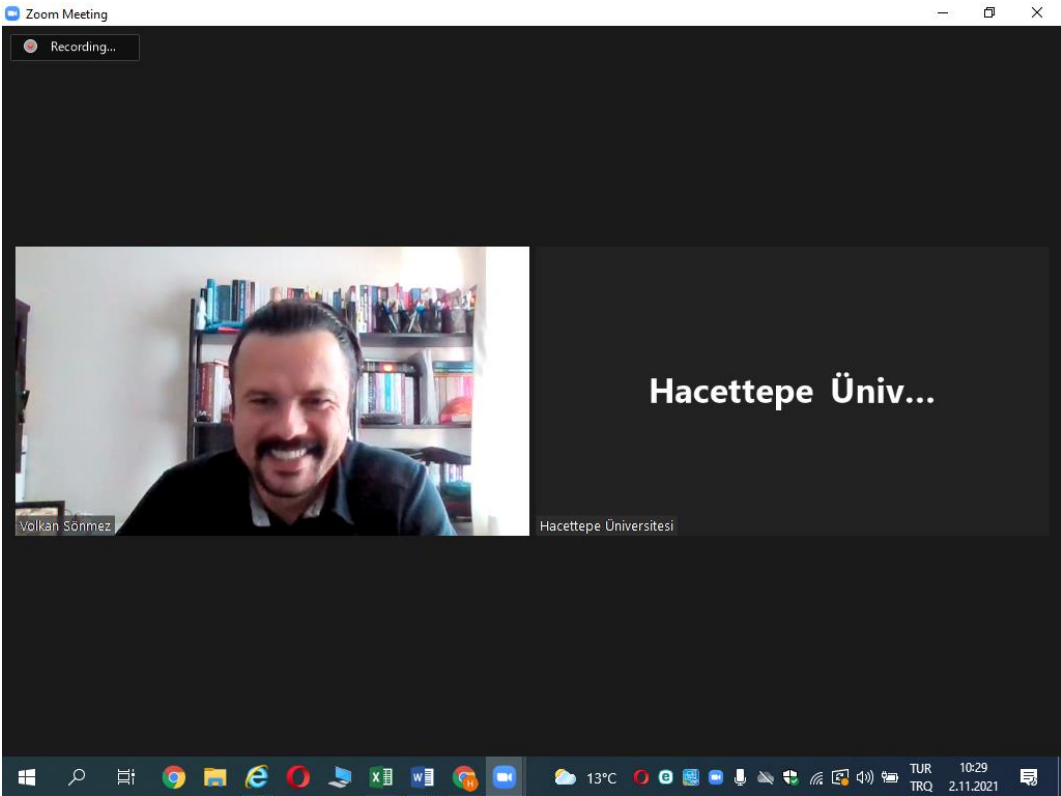 Zoom Meeting
Recording...
Hacettepe Üniv...
Volkan Sönmez
Hacettepe Üniversitesi
13°C
TUR
TRQ
10:29
2.11.2021